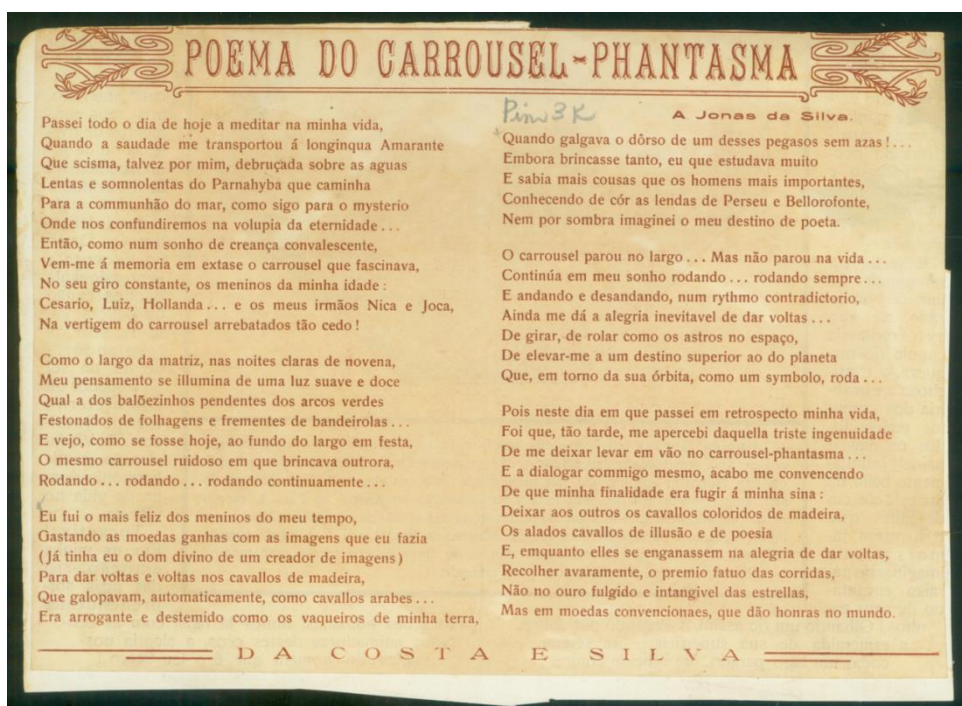 POEMA DO CARROUSEL-PHANTASMA
Passei todo o dia de hoje a meditar na minha vida,
Quando a saudade me transportou á longinqua Amarante
Que scisma, talvez por mim, debruçada sobre as aguas
Lentas e somnolentas do Parnahyba que caminha
Para a communhão do mar, como sigo para o mysterio
Onde nos confundiremos na volupia da eternidade...
Então, como num sonho de creança convalescente,
Vem-me á memoria em extase o carrousel que fascinava,
No seu giro constante, os meninos da minha idade:
Cesario, Luiz, Hollanda... e os meus irmãos Nica e Joca,
Na vertigem do carrousel arrebatados tão cedo!
Como o largo da matriz, nas noites claras de novena,
Meu pensamento se illumina de uma luz suave e doce
Qual a dos balõezinhos pendentes dos arcos verdes
Festonados de folhagens e frementes de bandeirolas...
E vejo, como se fosse hoje, ao fundo do largo em festa,
O mesmo carrousel ruidoso em que brincava outrora,
Rodando... rodando... rodando continuamente...
Eu fui o mais feliz dos meninos do meu tempo,
Gastando as moedas ganhas com as imagens que eu fazia
(Já tinha eu o dom divino de um creador de imagens)
Para dar voltas e voltas nos cavallos de madeira,
Que galopavam, automaticamente, como cavallos arabes...
Era arrogante e destemido como os vaqueiros de minha terra,
A Jonas da Silva.
Quando galgava o dôrso de um desses pegasos sem azas!...
Embora brincasse tanto, eu que estudava muito
E sabia mais cousas que os homens mais importantes,
Conhecendo de cór as lendas de Perseu e Bellorofonte,
Nem por sombra imaginei o meu destino de poeta.
O carrousel parou no largo... Mas não parou na vida...
Continúa em meu sonho rodando... rodando sempre...
E andando e desandando, num rythmo contradictorio,
Ainda me dá a alegria inevitavel de dar voltas...
De girar, de rolar como os astros no espaço,
De elevar-me a um destino superior ao do planeta
Que, em torno da sua órbita, como um symbolo, roda...
Pois neste dia em que passei em retrospecto minha vida,
Foi que, tão tarde, me apercebi daquella triste ingenuidade
De me deixar levar em vão no carrousel-phantasma...
E a dialogar commigo mesmo, acabo me convencendo
De que minha finalidade era fugir á minha sina:
Deixar aos outros os cavallos coloridos de madeira,
Os alados cavallos de illusão e de poesia
E, emquanto elles se enganassem na alegria de dar voltas,
Recolher avaramente, o premio fatuo das corridas,
Não no ouro fulgido e intangivel das estrellas,
Mas em moedas convencionaes, que dão honras no mundo.
DA COSTA E SILVA